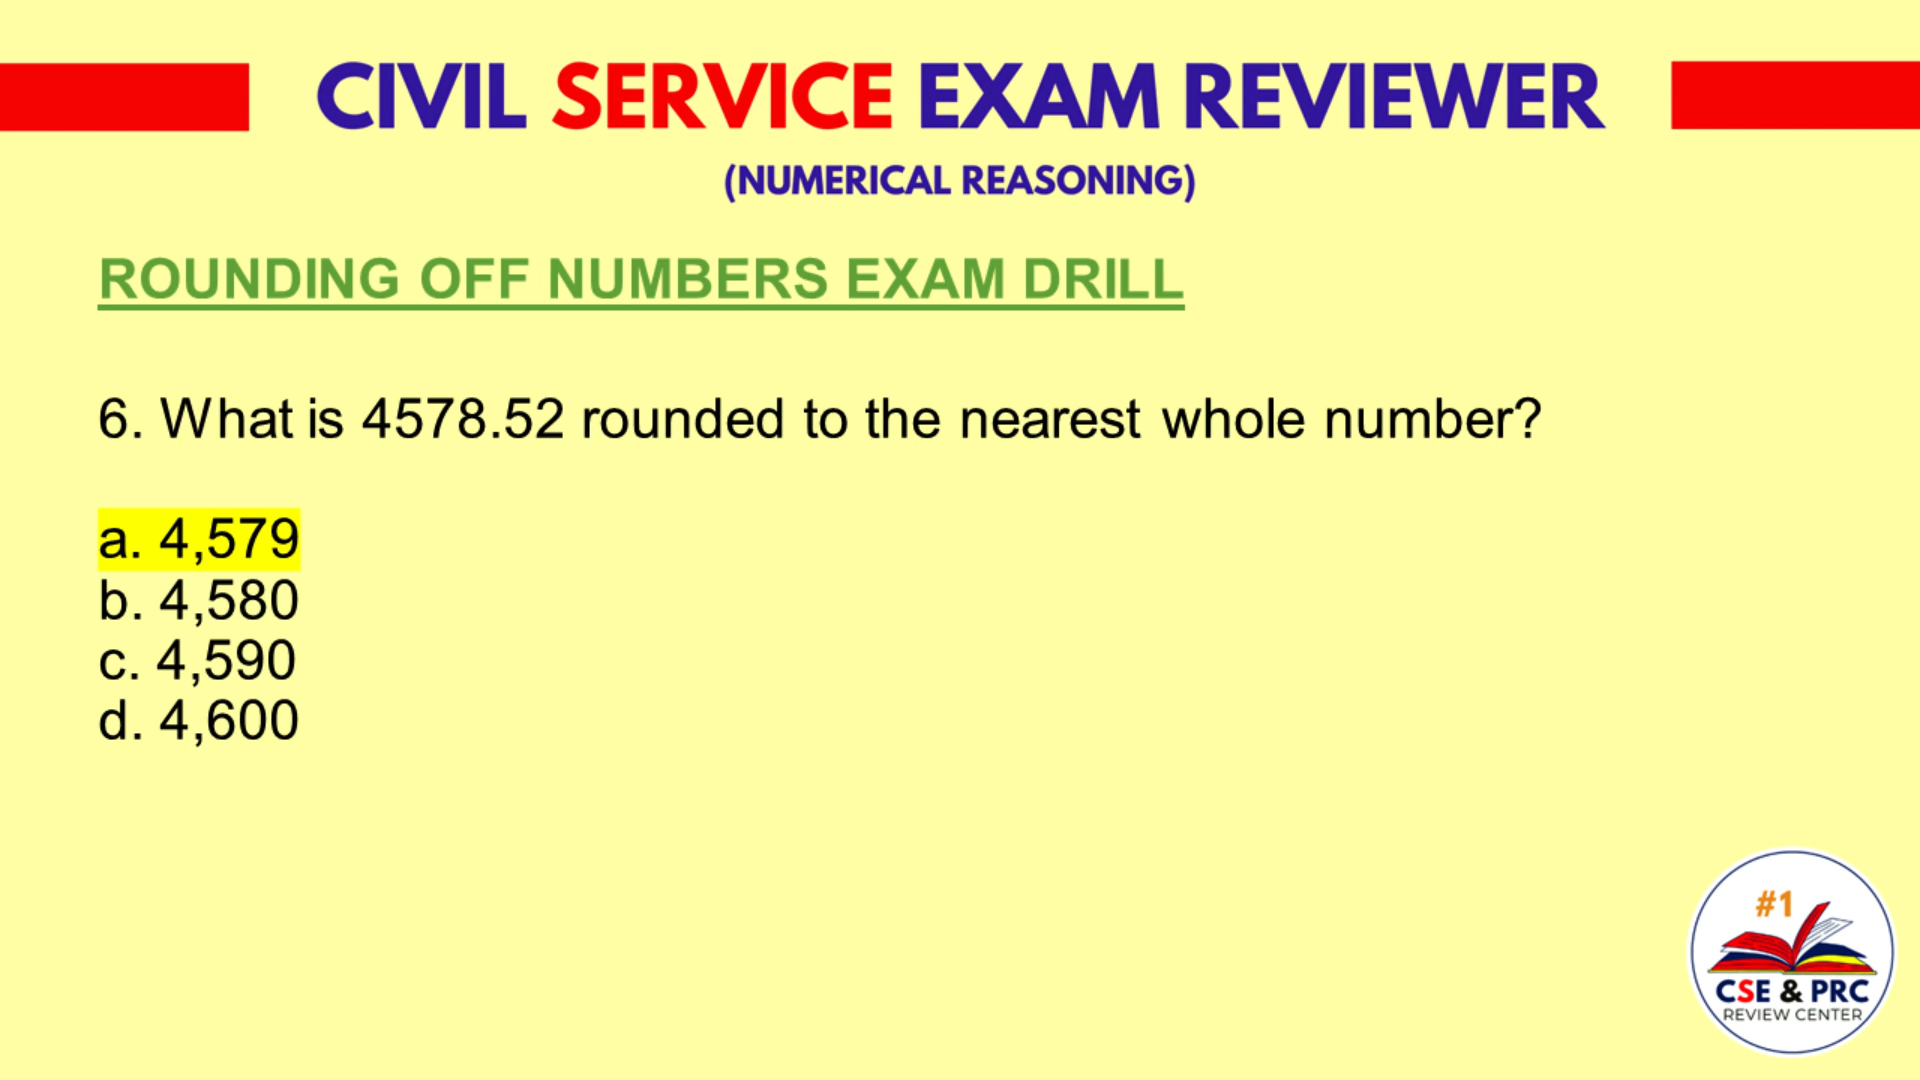 CIVIL SERVICE EXAM REVIEWER
(NUMERICAL REASONING)
ROUNDING OFF NUMBERS EXAM DRILL
6. What is 4578.52 rounded to the nearest whole number?
a. 4,579
b. 4,580
c. 4,590
d. 4,600
#1
CSE & PRC
REVIEW CENTER